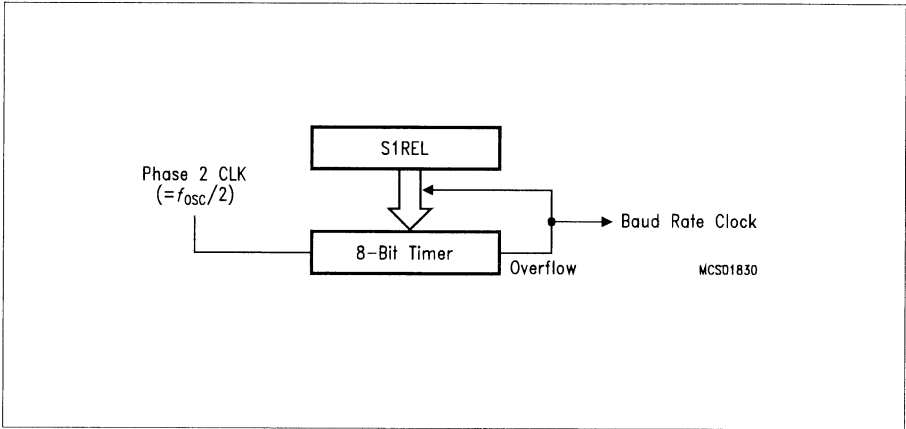 S1REL
Phase 2 CLK
(=fOSC/2)
Baud Rate Clock
8-Bit Timer
Overflow
MCS01830